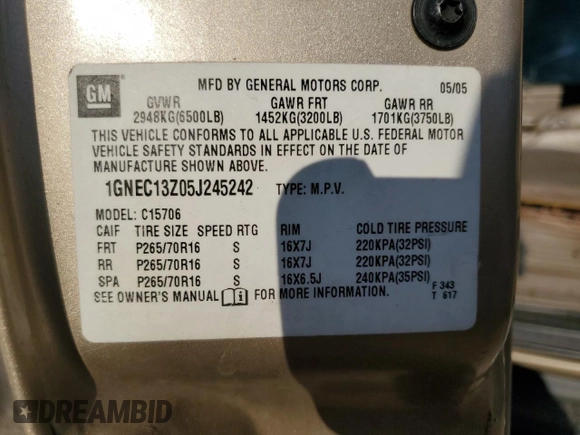 GM
MFD BY GENERAL MOTORS CORP. 05/05
GVWR GAWR FRT GAWR RR
2948KG(6500LB) 1452KG(3200LB) 1701KG(3750LB)
THIS VEHICLE CONFORMS TO ALL APPLICABLE U.S. FEDERAL MOTOR
VEHICLE SAFETY STANDARDS IN EFFECT ON THE DATE OF
MANUFACTURE SHOWN ABOVE.
1GNEC13Z05J245242 TYPE: M.P.V.
MODEL: C15706
CAIF TIRE SIZE SPEED RTG RIM COLD TIRE PRESSURE
FRT P265/70R16 S 16X7J 220KPA(32PSI)
RR P265/70R16 S 16X7J 220KPA(32PSI)
SPA P265/70R16 S 16X6.5J 240KPA(35PSI)
SEE OWNER'S MANUAL FOR MORE INFORMATION.
F 343
T 617
DREAMBID